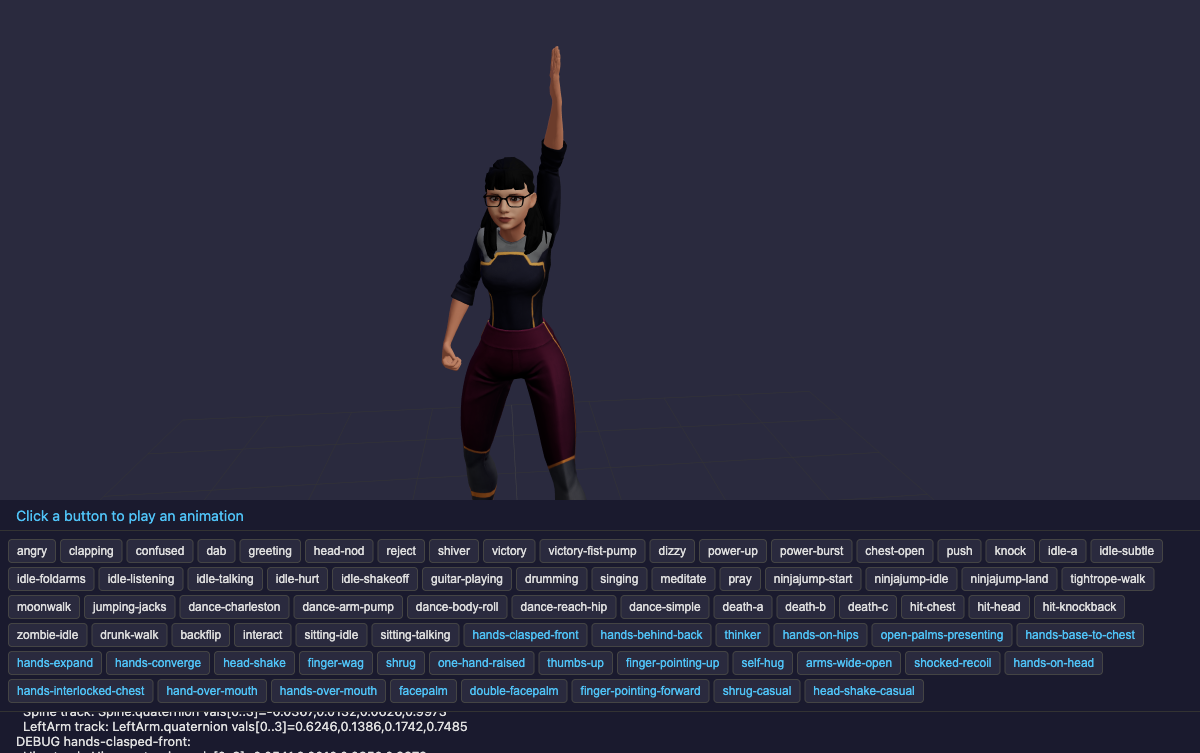 Click a button to play an animation
angry clapping confused dab greeting head-nod reject shiver victory victory-fist-pump dizzy power-up power-burst chest-open push knock idle-a idle-subtle
idle-foldarms idle-listening idle-talking idle-hurt idle-shakeoff guitar-playing drumming singing meditate pray ninjajump-start ninjajump-idle ninjajump-land tightrope-walk
moonwalk jumping-jacks dance-charleston dance-arm-pump dance-body-roll dance-reach-hip dance-simple death-a death-b death-c hit-chest hit-head hit-knockback
zombie-idle drunk-walk backflip interact sitting-idle sitting-talking hands-clasped-front hands-behind-back thinker hands-on-hips open-palms-presenting hands-base-to-chest
hands-expand hands-converge head-shake finger-wag shrug one-hand-raised thumbs-up finger-pointing-up self-hug arms-wide-open shocked-recoil hands-on-head
hands-interlocked-chest hand-over-mouth hands-over-mouth facepalm double-facepalm finger-pointing-forward shrug-casual head-shake-casual
Spine track: Spine.quaternion vals[0..3]=
LeftArm track: LeftArm.quaternion vals[0..3]=0.6246,0.1386,0.1742,0.7485
DEBUG hands-clasped-front: